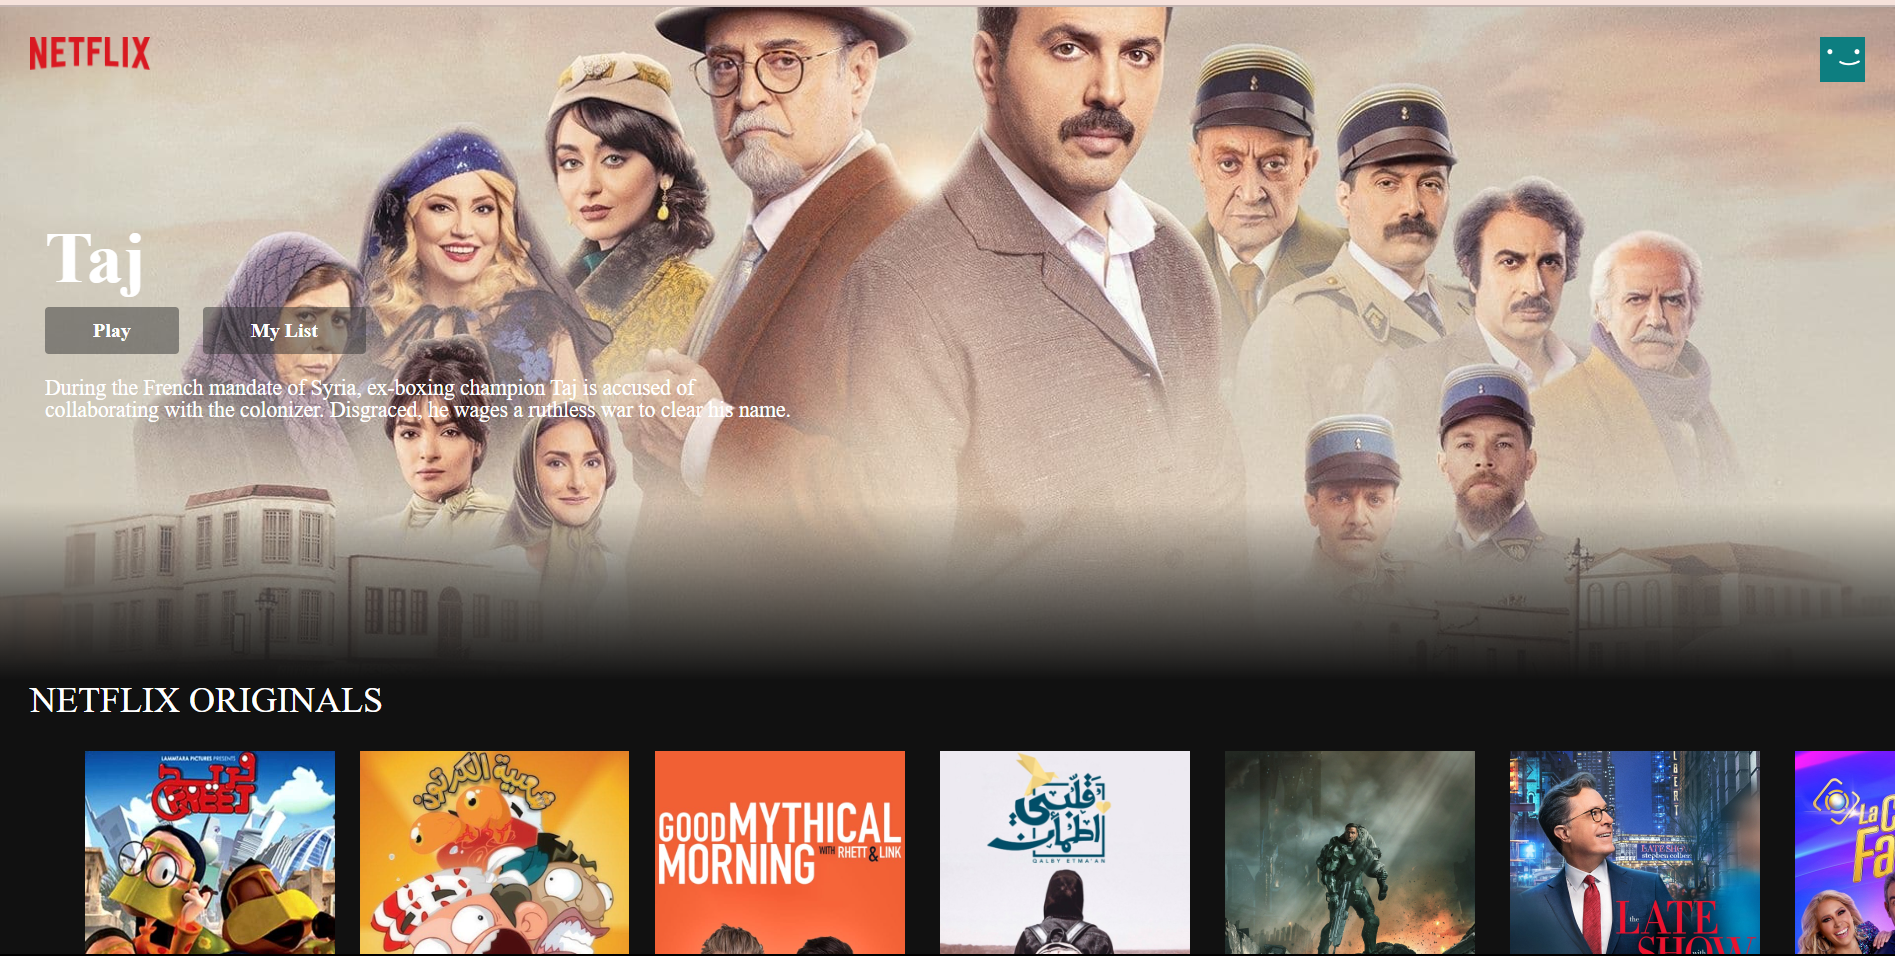 NETFLIX
Taj
Play
My List
During the French mandate of Syria, ex-boxing champion Taj is accused of
collaborating with the colonizer. Disgraced, he wages a ruthless war to clear his name.
NETFLIX ORIGINALS
LAMMTARA PICTURES PRESENTS
فريج
FREEJ
شعبية الكرتون
GOOD MYTHICAL
MORNING WITH RHETT & LINK
قلبي
اطمأن
QALBY ETMA'AN
LATE SHOW
stephen colbert
the LATE
SHOW with
La C
Fa